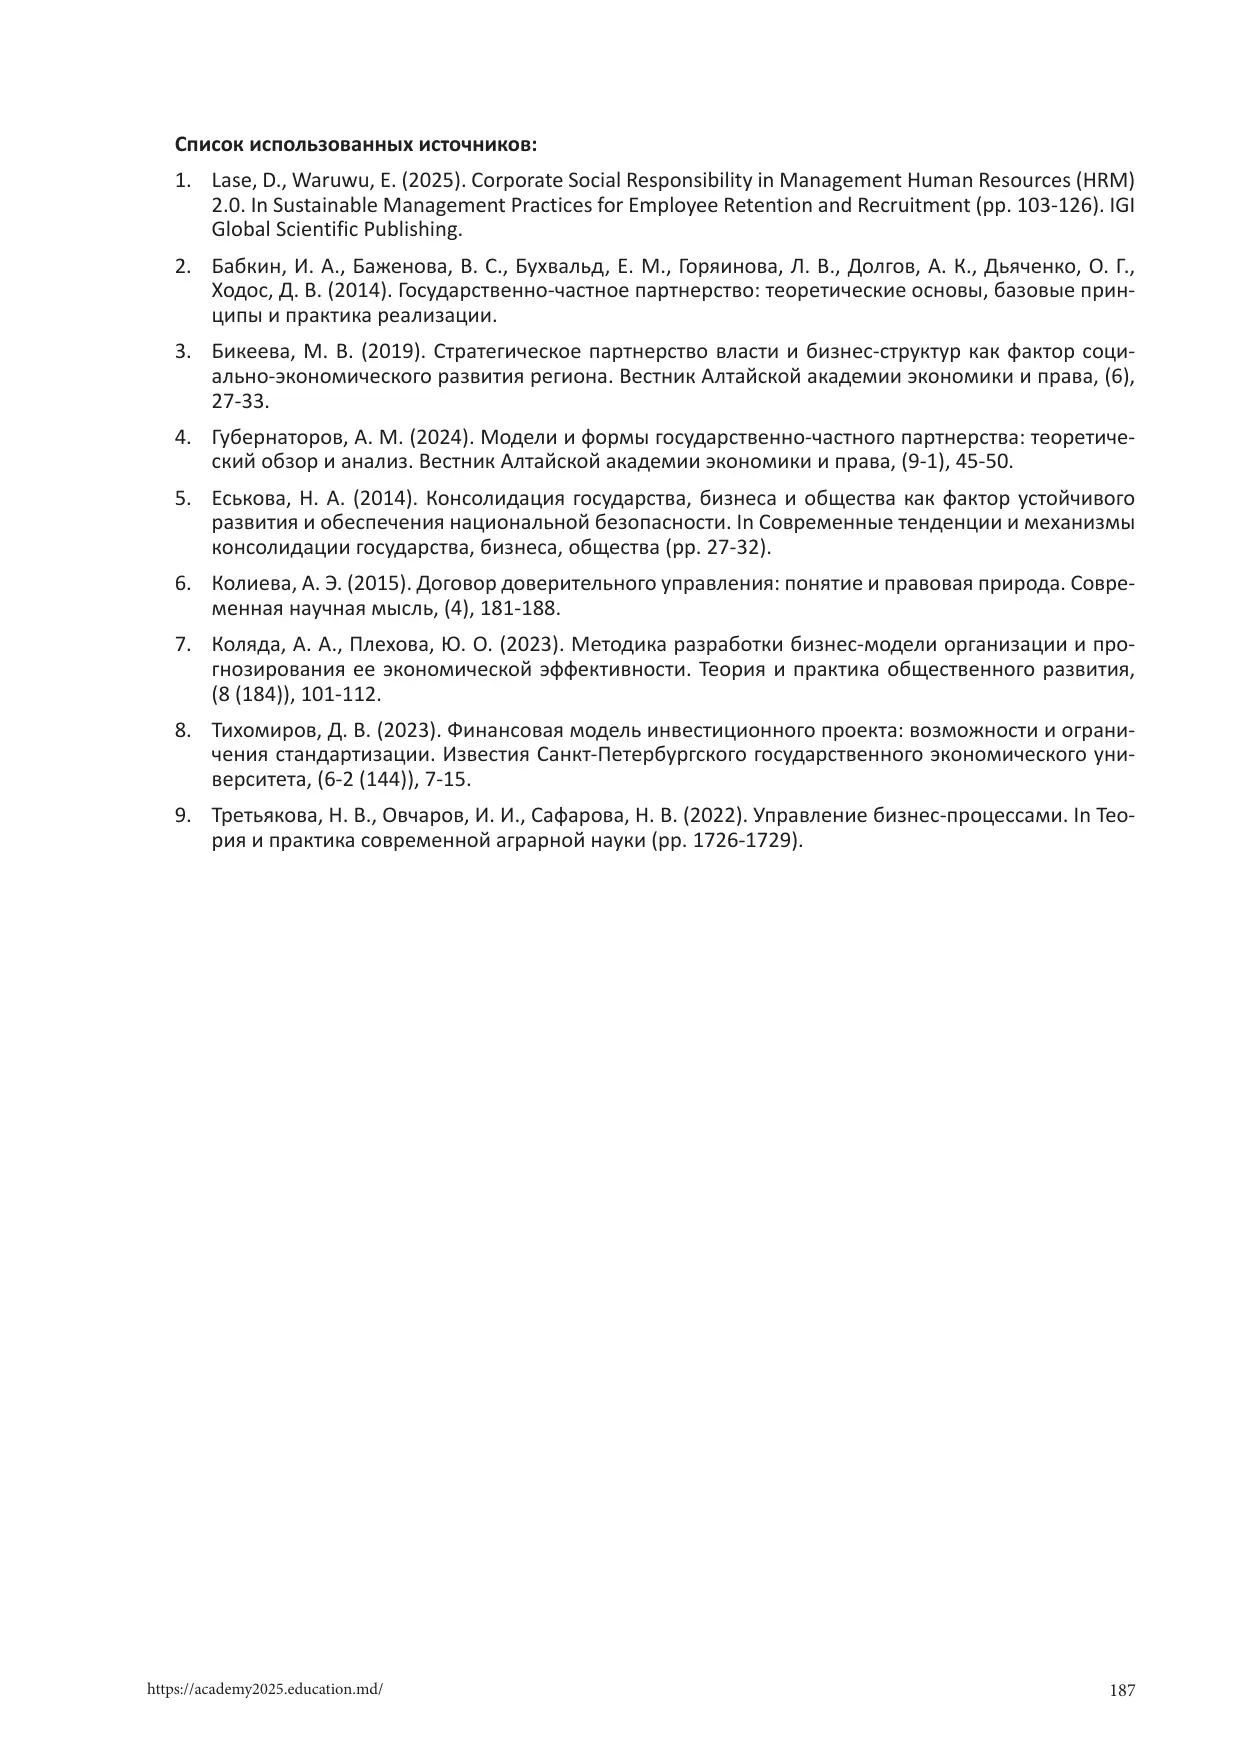 Список использованных источников:
1. Lase, D., Waruwu, E. (2025). Corporate Social Responsibility in Management Human Resources (HRM)
2.0. In Sustainable Management Practices for Employee Retention and Recruitment (pp. 103-126). IGI
Global Scientific Publishing.
2. Бабкин, И. А., Баженова, В. С., Бухвальд, Е. М., Горяинова, Л. В., Долгов, А. К., Дьяченко, О. Г.,
Ходос, Д. В. (2014). Государственно-частное партнерство: теоретические основы, базовые прин-
ципы и практика реализации.
3. Бикеева, М. В. (2019). Стратегическое партнерство власти и бизнес-структур как фактор соци-
ально-экономического развития региона. Вестник Алтайской академии экономики и права, (6),
27-33.
4. Губернаторов, А. М. (2024). Модели и формы государственно-частного партнерства: теоретиче-
ский обзор и анализ. Вестник Алтайской академии экономики и права, (9-1), 45-50.
5. Еськова, Н. А. (2014). Консолидация государства, бизнеса и общества как фактор устойчивого
развития и обеспечения национальной безопасности. In Современные тенденции и механизмы
консолидации государства, бизнеса, общества (pp. 27-32).
6. Колиева, А. Э. (2015). Договор доверительного управления: понятие и правовая природа. Совре-
менная научная мысль, (4), 181-188.
7. Коляда, А. А., Плехова, Ю. О. (2023). Методика разработки бизнес-модели организации и про-
гнозирования ее экономической эффективности. Теория и практика общественного развития,
(8 (184)), 101-112.
8. Тихомиров, Д. В. (2023). Финансовая модель инвестиционного проекта: возможности и ограни-
чения стандартизации. Известия Санкт-Петербургского государственного экономического уни-
верситета, (6-2 (144)), 7-15.
9. Третьякова, Н. В., Овчаров, И. И., Сафарова, Н. В. (2022). Управление бизнес-процессами. In Тео-
рия и практика современной аграрной науки (pp. 1726-1729).
https://academy2025.education.md/
187